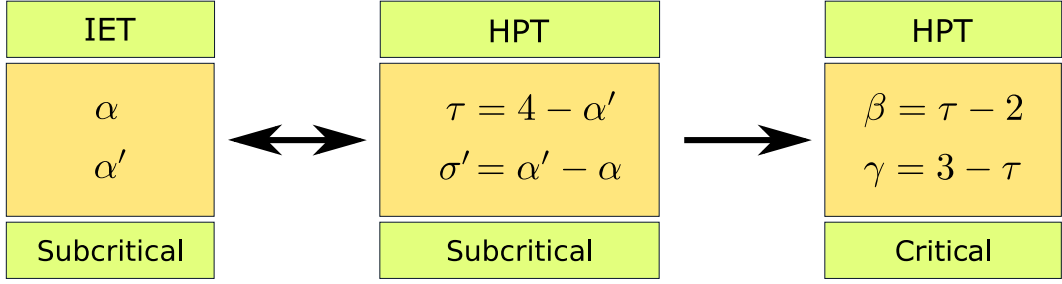 IET
α
α′
Subcritical
HPT
τ = 4 − α′
σ′ = α′ − α
Subcritical
HPT
β = τ − 2
γ = 3 − τ
Critical